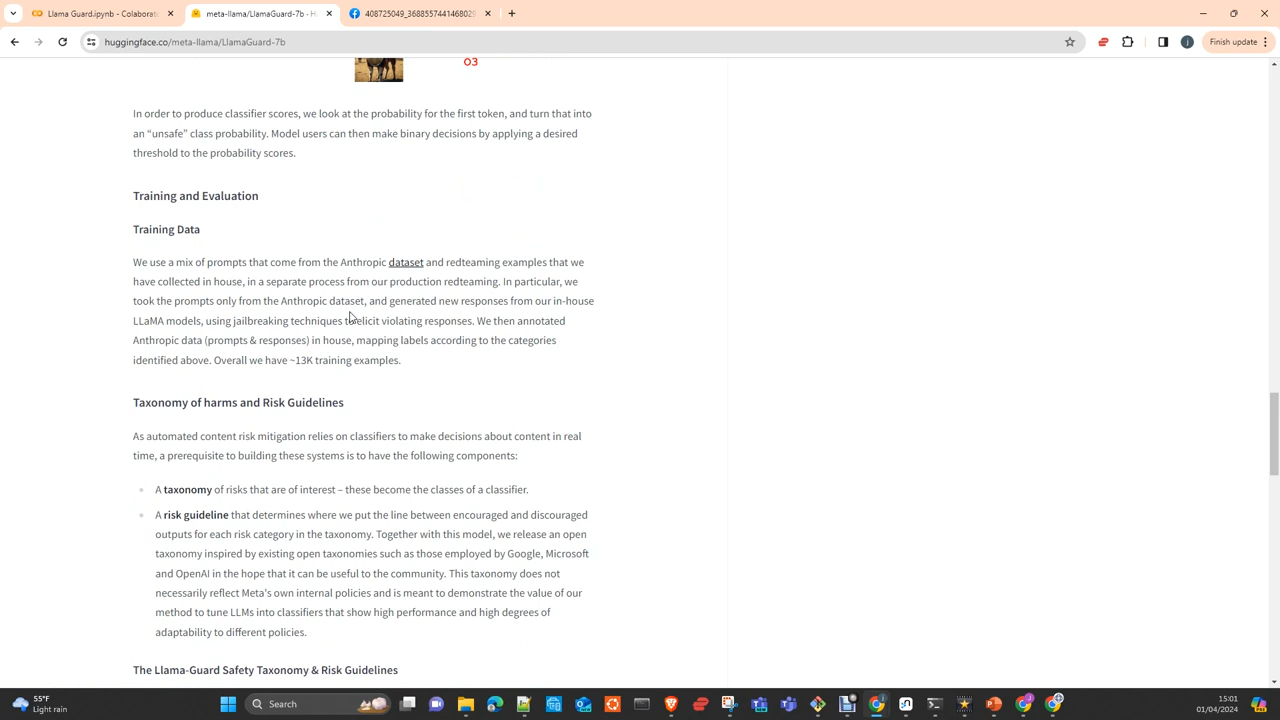 Llama Guard.ipynb - Colaborato
meta-llama/LlamaGuard-7b · H
408725049_3688557441468029
huggingface.co/meta-llama/LlamaGuard-7b
Finish update
03
In order to produce classifier scores, we look at the probability for the first token, and turn that into
an “unsafe” class probability. Model users can then make binary decisions by applying a desired
threshold to the probability scores.
Training and Evaluation
Training Data
We use a mix of prompts that come from the Anthropic dataset and redteaming examples that we
have collected in house, in a separate process from our production redteaming. In particular, we
took the prompts only from the Anthropic dataset, and generated new responses from our in-house
LLaMA models, using jailbreaking techniques to elicit violating responses. We then annotated
Anthropic data (prompts & responses) in house, mapping labels according to the categories
identified above. Overall we have ~13K training examples.
Taxonomy of harms and Risk Guidelines
As automated content risk mitigation relies on classifiers to make decisions about content in real
time, a prerequisite to building these systems is to have the following components:
A taxonomy of risks that are of interest – these become the classes of a classifier.
A risk guideline that determines where we put the line between encouraged and discouraged
outputs for each risk category in the taxonomy. Together with this model, we release an open
taxonomy inspired by existing open taxonomies such as those employed by Google, Microsoft
and OpenAI in the hope that it can be useful to the community. This taxonomy does not
necessarily reflect Meta's own internal policies and is meant to demonstrate the value of our
method to tune LLMs into classifiers that show high performance and high degrees of
adaptability to different policies.
The Llama-Guard Safety Taxonomy & Risk Guidelines
55°F
Light rain
Search
15:01
01/04/2024